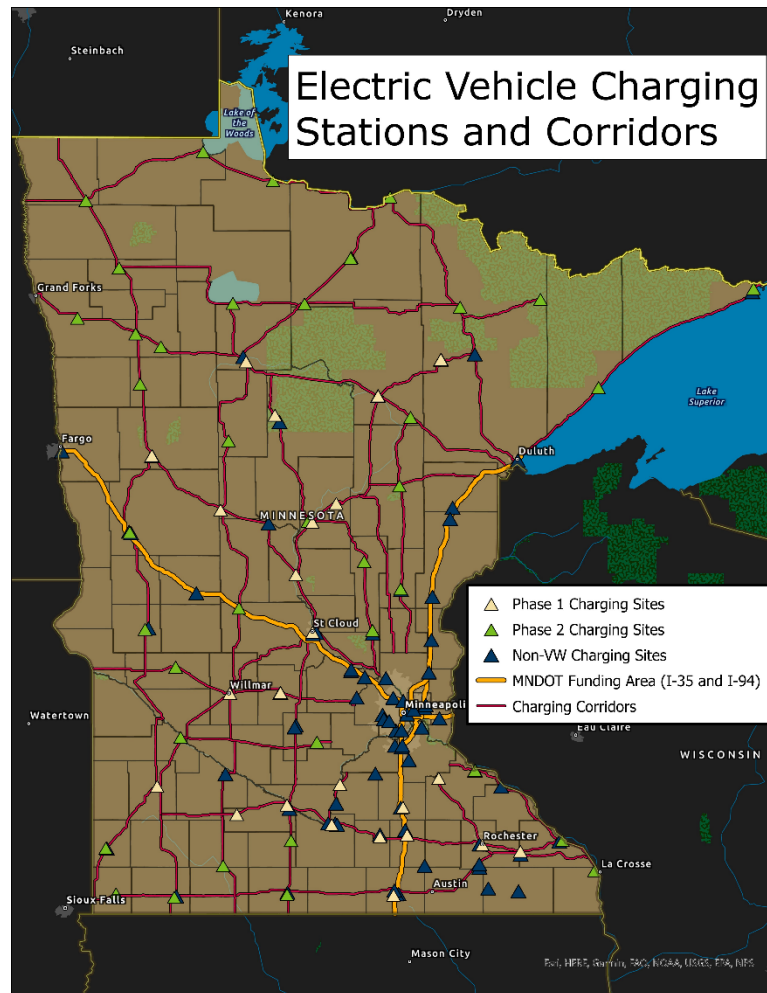 Kenora
Dryden
Steinbach
Electric Vehicle Charging
Stations and Corridors
Lake of
the
Woods
Grand Forks
Lake
Superior
Fargo
Duluth
MINNESOTA
Phase 1 Charging Sites
Phase 2 Charging Sites
Non-VW Charging Sites
MNDOT Funding Area (I-35 and I-94)
Charging Corridors
St Cloud
Willmar
Minneapoli
Watertown
Eau Claire
WISCONSIN
Rochester
La Crosse
Austin
Sioux Falls
Mason City
Esri, HERE, Garmin, FAO, NOAA, USGS, EPA, NPS